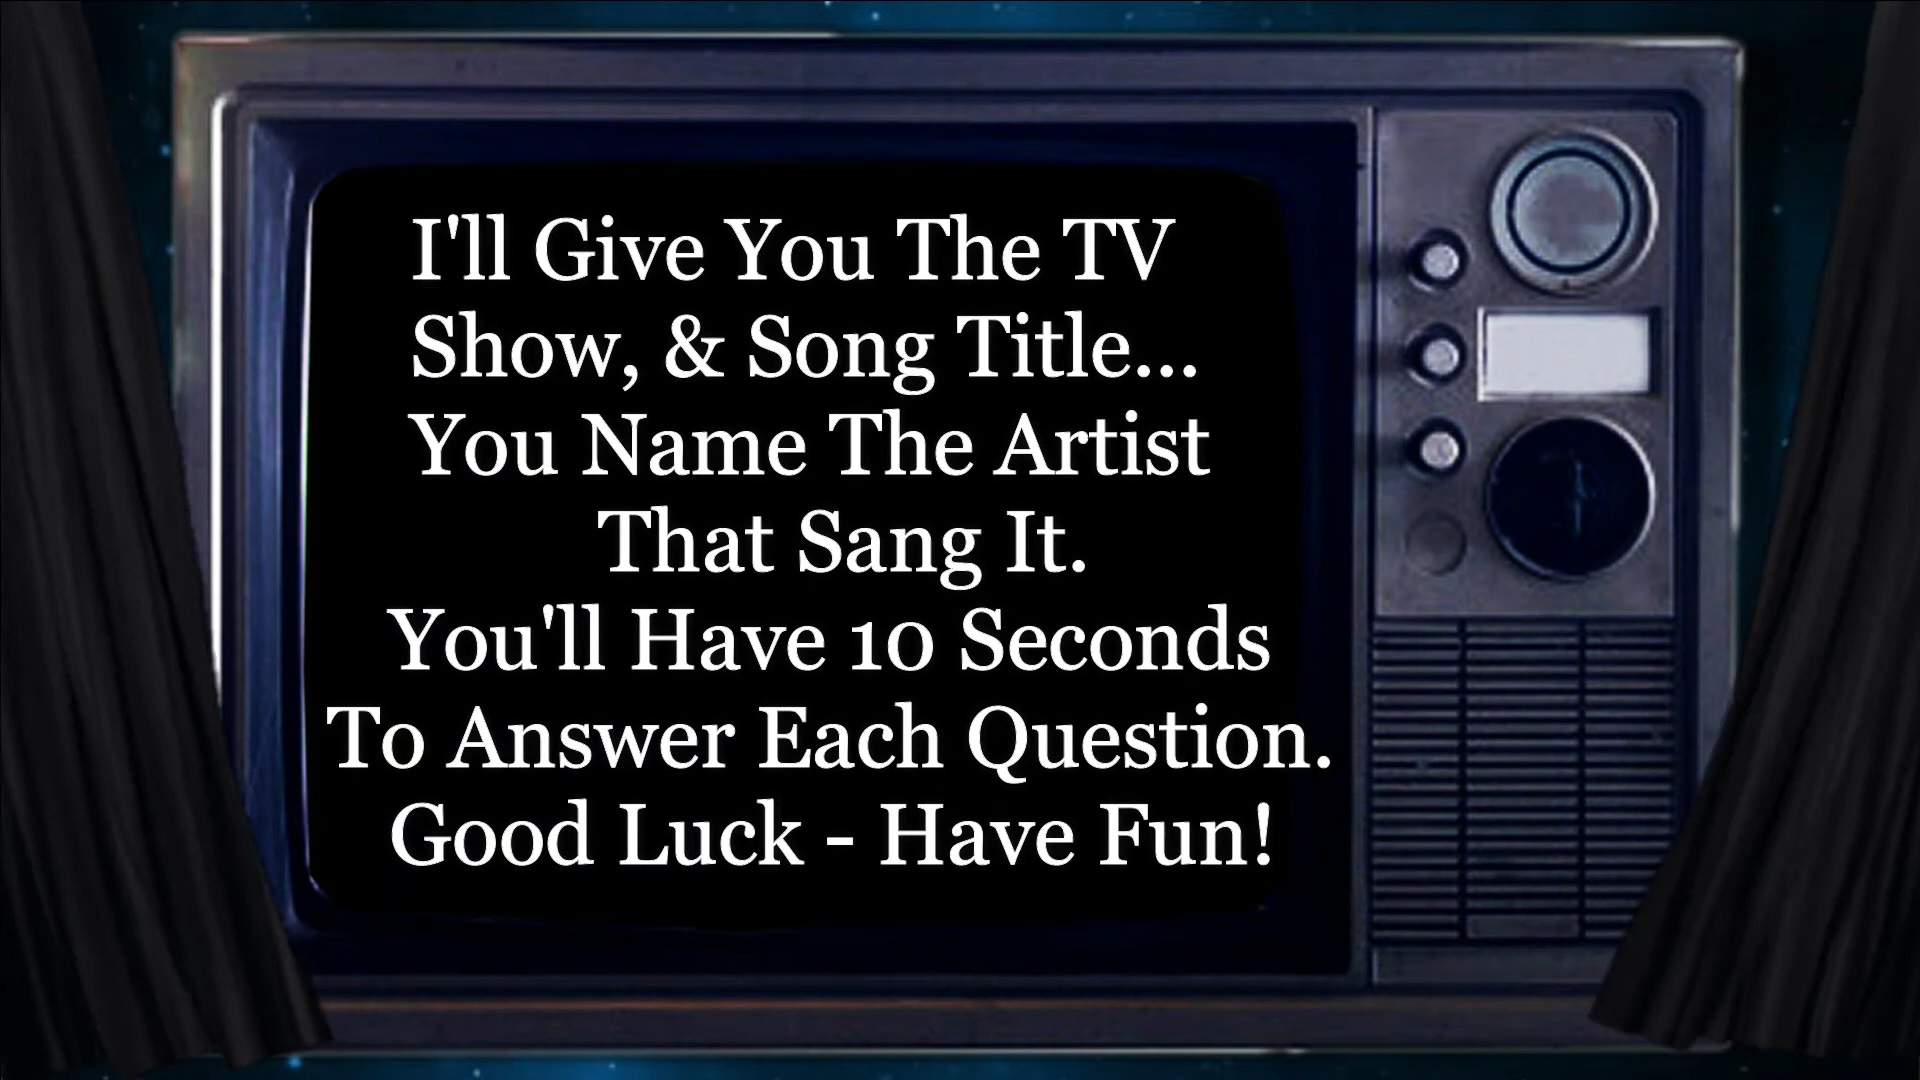 I'll Give You The TV
Show, & Song Title...
You Name The Artist
That Sang It.
You'll Have 10 Seconds
To Answer Each Question.
Good Luck - Have Fun!